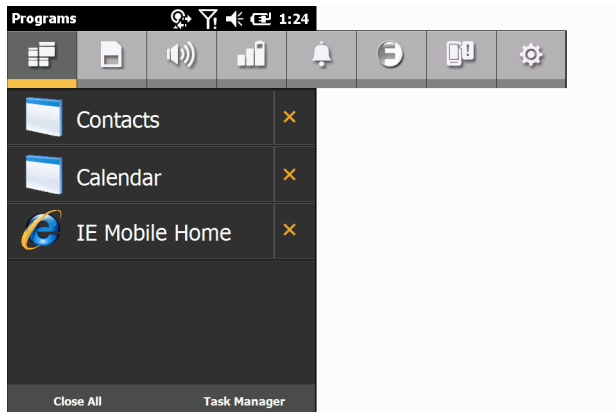 Programs 1:24
Contacts
Calendar
IE Mobile Home
Close All Task Manager